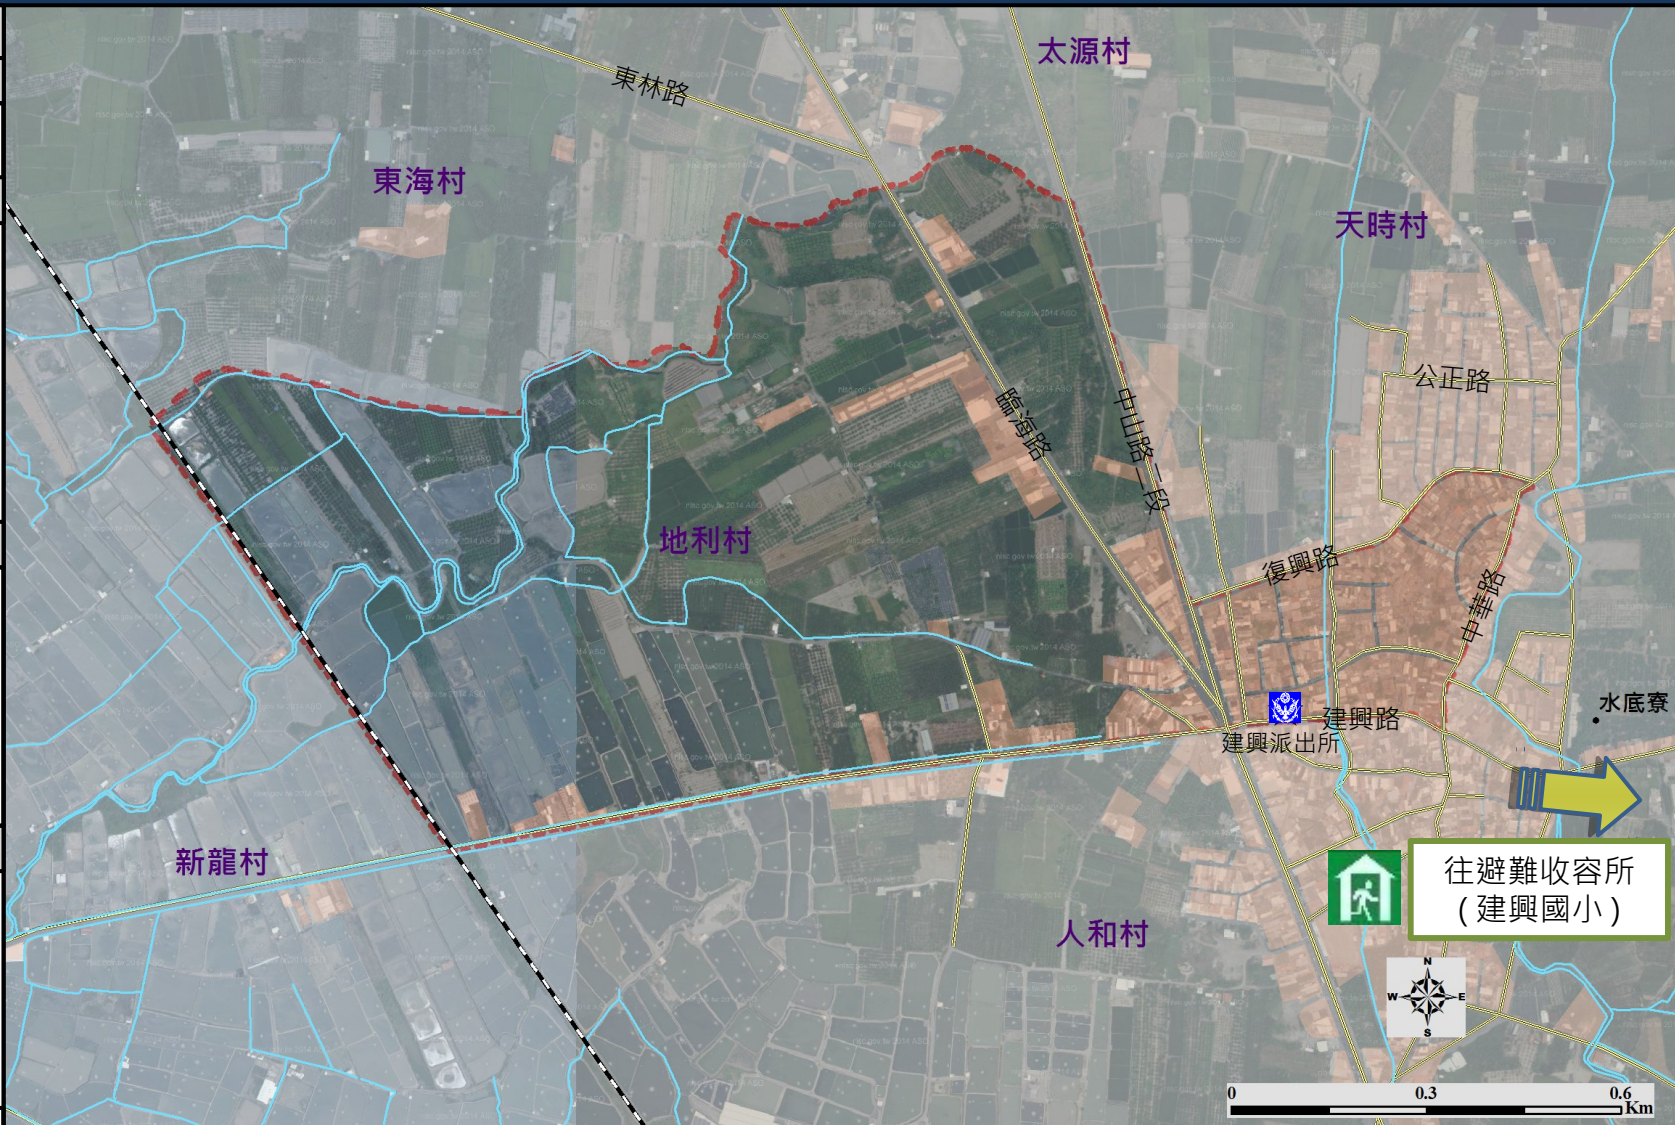 太源村
東林路
東海村
天時村
公正路
臨海路
中山路二段
地利村
復興路
中華路
水底寮
建興路
建興派出所
新龍村
往避難收容所
(建興國小)
人和村
N
W
E
S
0
0.3
0.6
Km